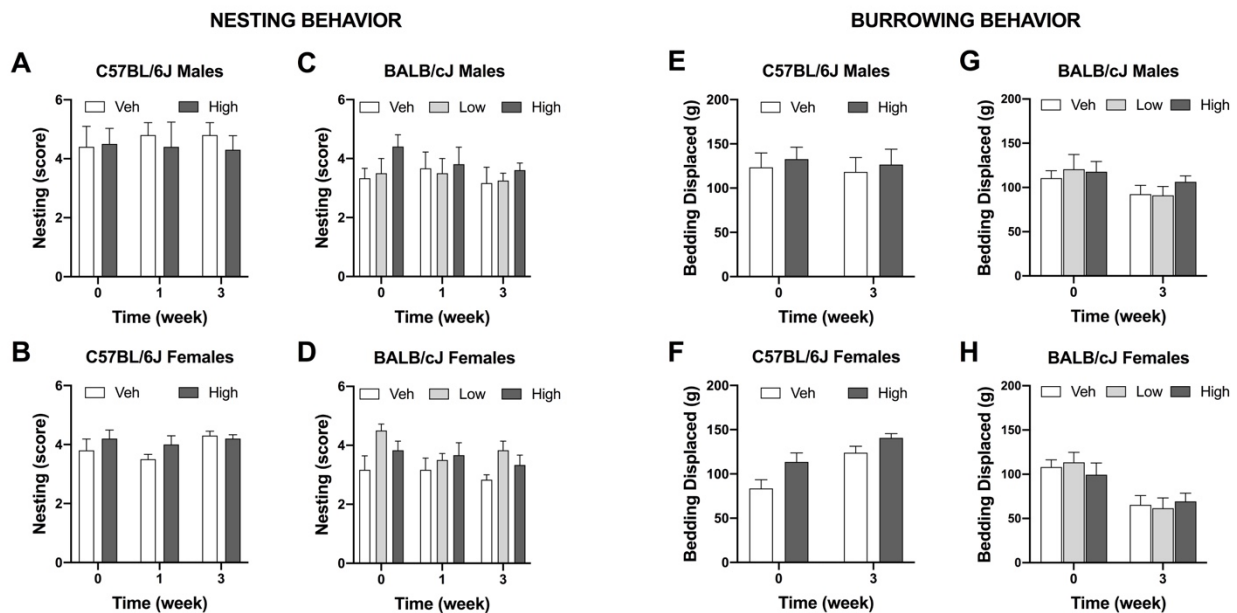 NESTING BEHAVIOR
BURROWING BEHAVIOR
A
C57BL/6J Males
Veh High
6
4
2
0
Nesting (score)
0 1 3
Time (week)
C
BALB/cJ Males
Veh Low High
6
4
2
0
Nesting (score)
0 1 3
Time (week)
E
C57BL/6J Males
Veh High
200
150
100
50
0
Bedding Displaced (g)
0 3
Time (week)
G
BALB/cJ Males
Veh Low High
200
150
100
50
0
Bedding Displaced (g)
0 3
Time (week)
B
C57BL/6J Females
Veh High
6
4
2
0
Nesting (score)
0 1 3
Time (week)
D
BALB/cJ Females
Veh Low High
6
4
2
0
Nesting (score)
0 1 3
Time (week)
F
C57BL/6J Females
Veh High
200
150
100
50
0
Bedding Displaced (g)
0 3
Time (week)
H
BALB/cJ Females
Veh Low High
200
150
100
50
0
Bedding Displaced (g)
0 3
Time (week)